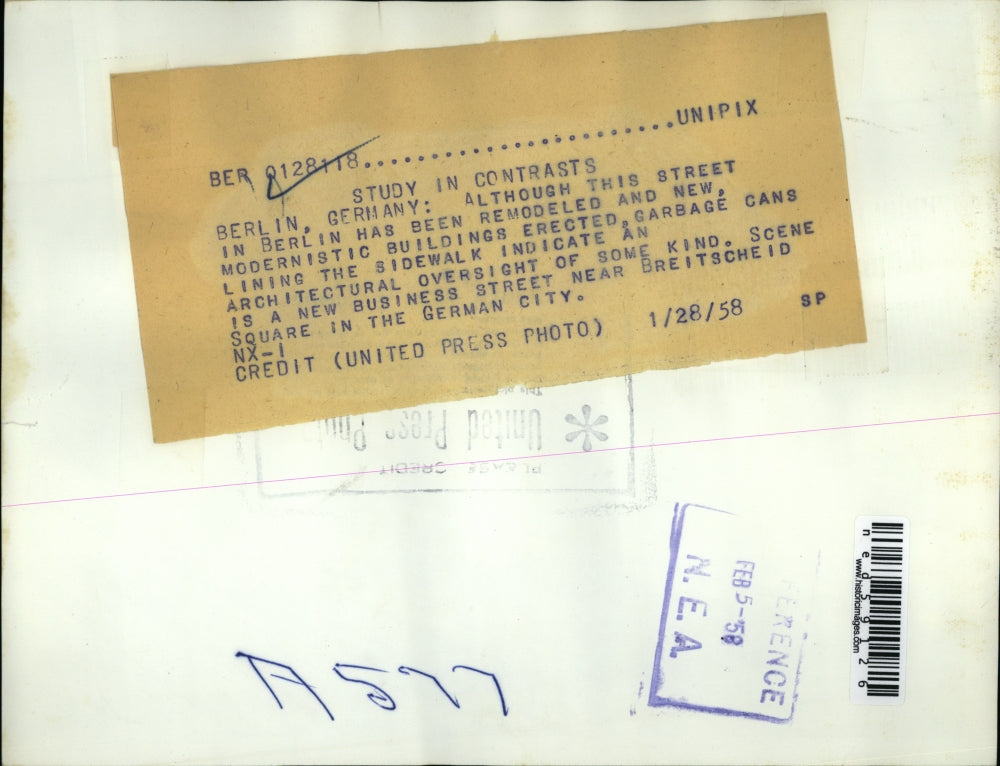 BER 0128118.......................UNIPIX
STUDY IN CONTRASTS
BERLIN, GERMANY: ALTHOUGH THIS STREET
IN BERLIN HAS BEEN REMODELED AND NEW,
MODERNISTIC BUILDINGS ERECTED, GARBAGE CANS
LINING THE SIDEWALK INDICATE AN
ARCHITECTURAL OVERSIGHT OF SOME KIND. SCENE
IS A NEW BUSINESS STREET NEAR BREITSCHEID
SQUARE IN THE GERMAN CITY.
NX-1
CREDIT (UNITED PRESS PHOTO) 1/28/58 SP
United Press Photo
PLEASE CREDIT
N.E.A.
FEB 5-58
ERENCE
ned59126
www.historicimages.com
A577